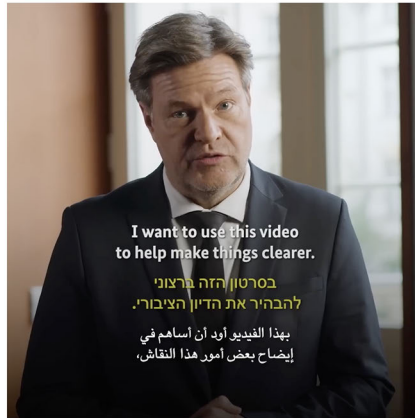 I want to use this video
to help make things clearer.
בסרטון הזה ברצוני
להבהיר את הדיון הציבורי.
بهذا الفيديو أود أن أساهم في
إيضاح بعض أمور هذا النقاش،